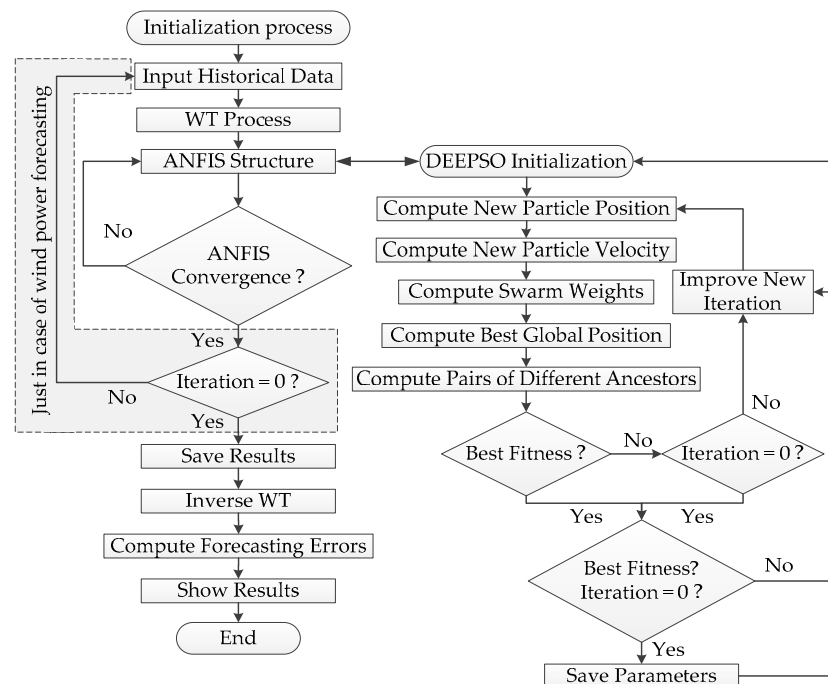 Initialization process
Input Historical Data
WT Process
ANFIS Structure
No
ANFIS
Convergence ?
Yes
Iteration = 0 ?
No
Yes
Just in case of wind power forecasting
Save Results
Inverse WT
Compute Forecasting Errors
Show Results
End
DEEPSO Initialization
Compute New Particle Position
Compute New Particle Velocity
Compute Swarm Weights
Compute Best Global Position
Compute Pairs of Different Ancestors
Improve New
Iteration
No
Best Fitness ?
No
Iteration = 0 ?
Yes
Yes
Best Fitness?
Iteration = 0 ?
No
Yes
Save Parameters